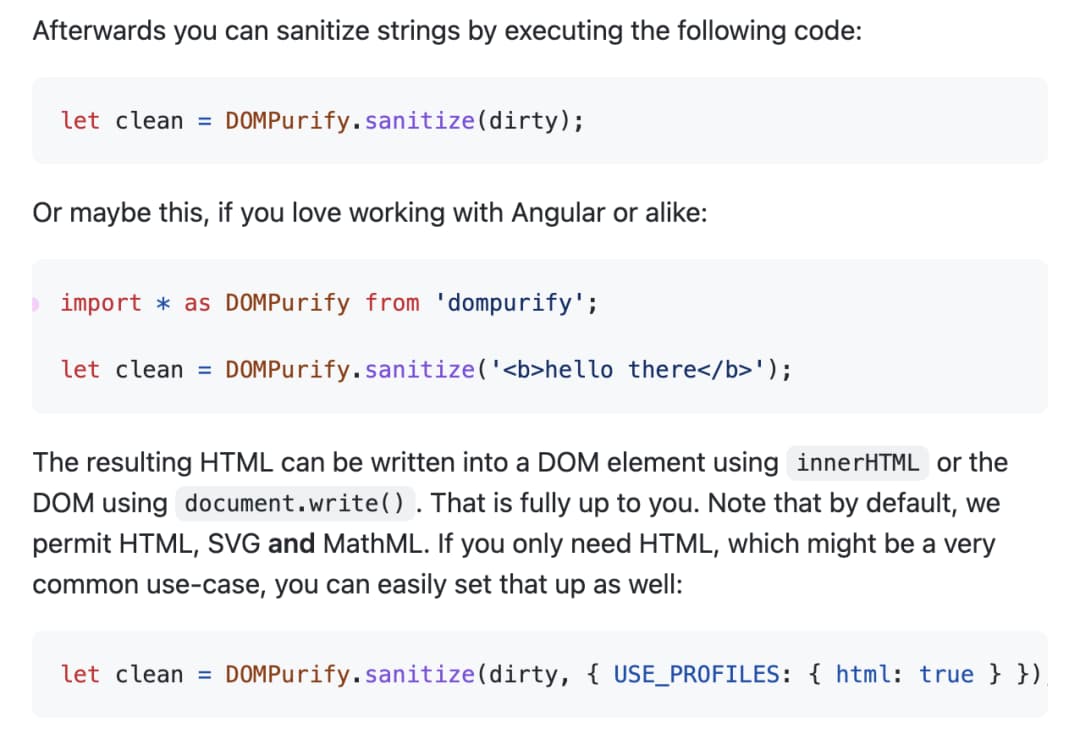 Afterwards you can sanitize strings by executing the following code:
let clean = DOMPurify.sanitize(dirty);
Or maybe this, if you love working with Angular or alike:
import * as DOMPurify from 'dompurify';
let clean = DOMPurify.sanitize('<b>hello there</b>');
The resulting HTML can be written into a DOM element using innerHTML or the
DOM using document.write() . That is fully up to you. Note that by default, we
permit HTML, SVG and MathML. If you only need HTML, which might be a very
common use-case, you can easily set that up as well:
let clean = DOMPurify.sanitize(dirty, { USE_PROFILES: { html: true } })